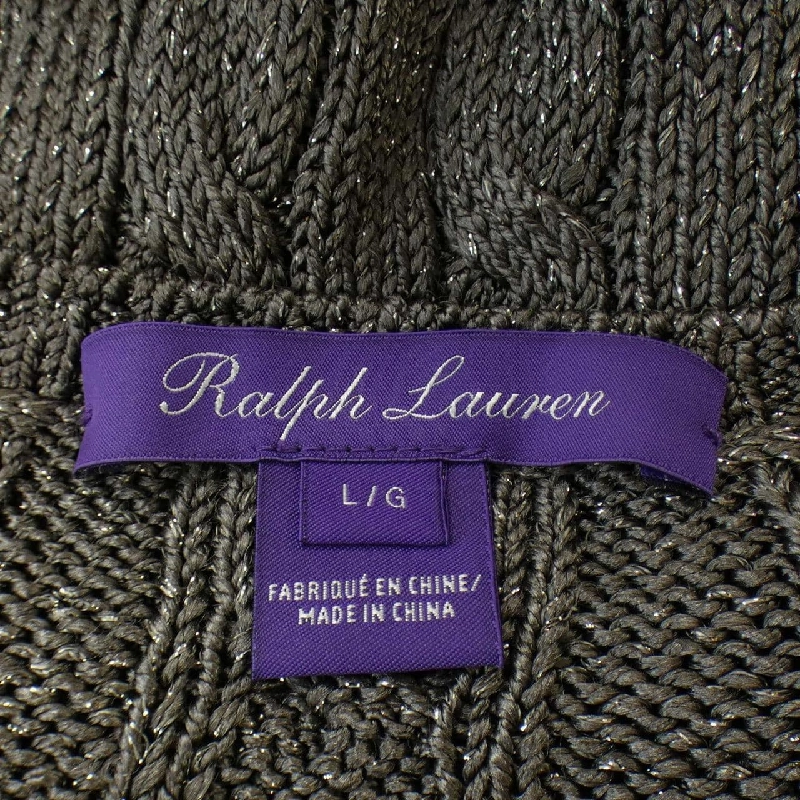 Ralph Lauren
L/G
FABRIQUÉ EN CHINE/
MADE IN CHINA